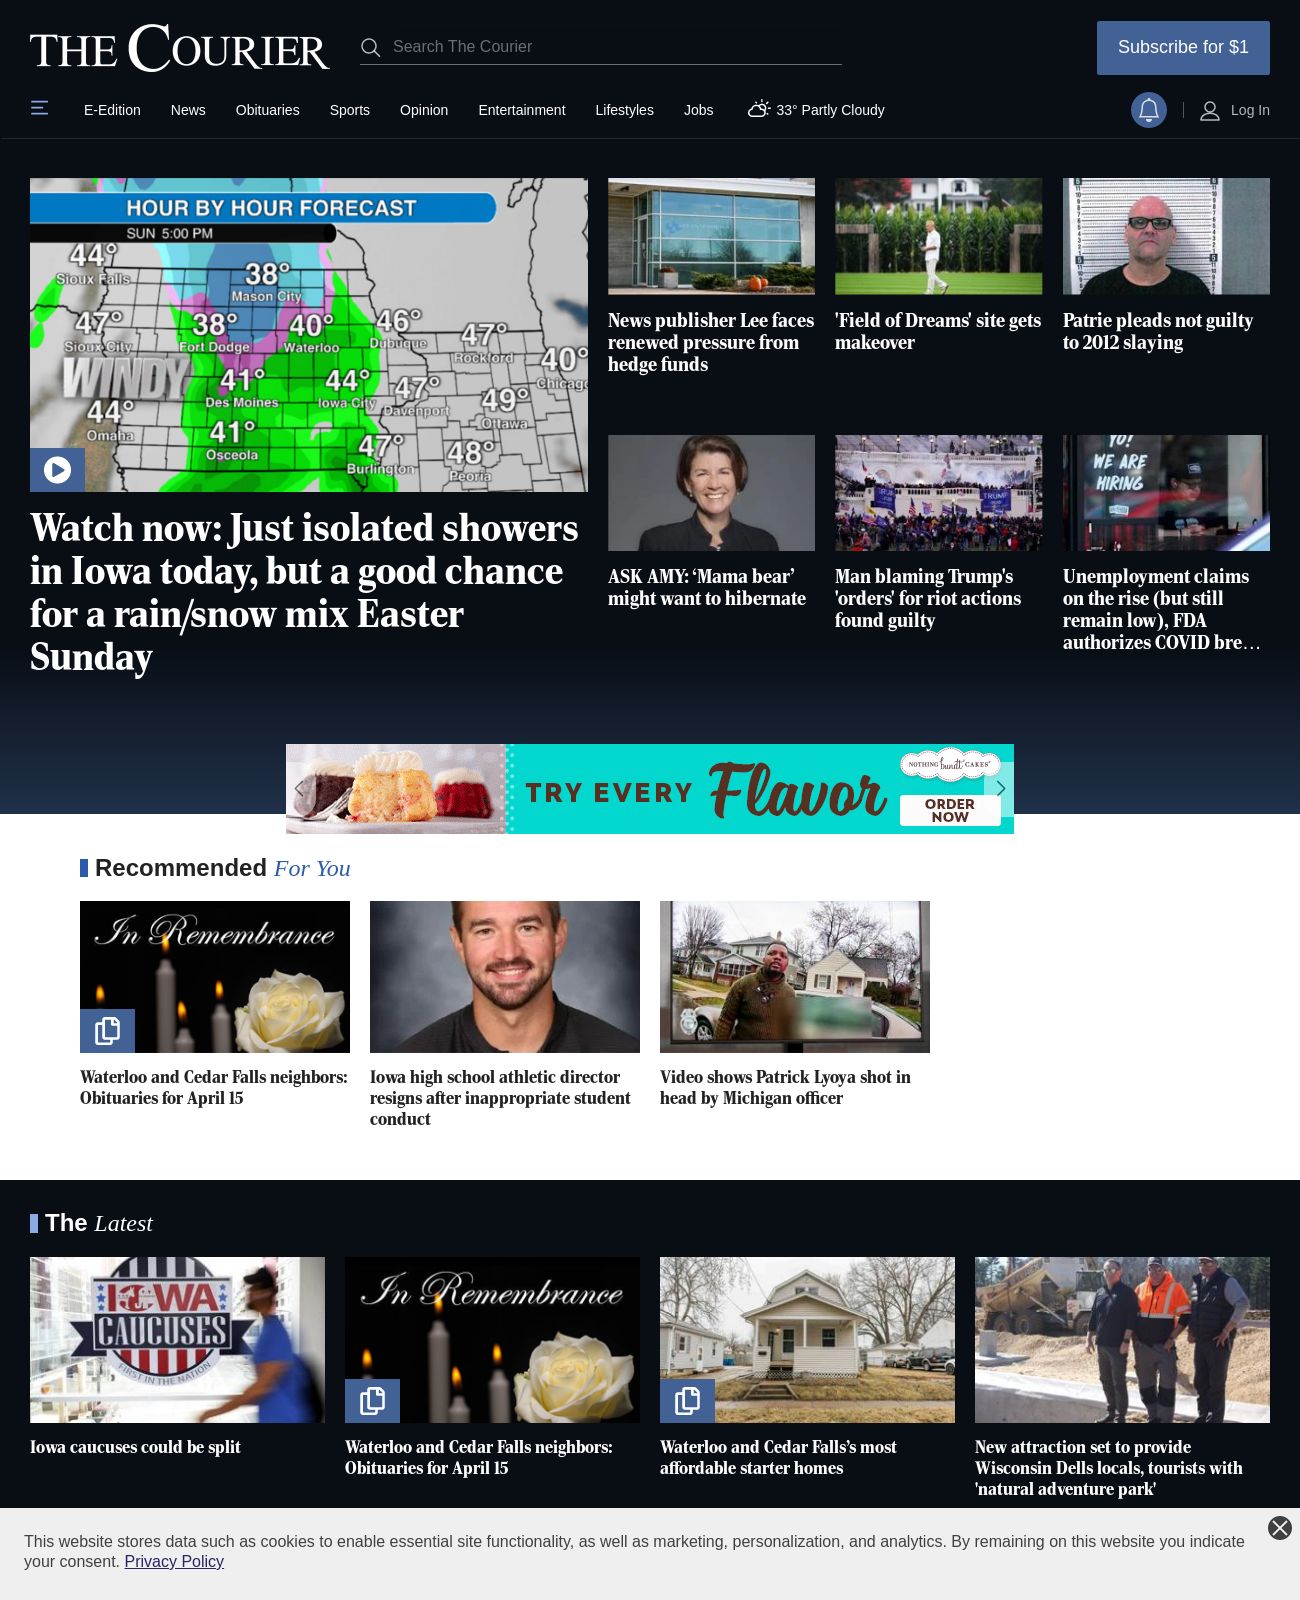 THE COURIER
Search The Courier
Subscribe for $1
E-Edition
News
Obituaries
Sports
Opinion
Entertainment
Lifestyles
Jobs
33° Partly Cloudy
Log In
HOUR BY HOUR FORECAST
SUN 5:00 PM
44°
Sioux Falls
38°
Mason City
47°
Sioux City
38°
Fort Dodge
40°
Waterloo
46°
Dubuque
47°
Rockford
40°
Chicag
WINDY
41°
Des Moines
44°
Iowa City
47°
Davenport
49°
Ottawa
44°
Omaha
41°
Osceola
47°
Burlington
48°
Peoria
Watch now: Just isolated showers
in Iowa today, but a good chance
for a rain/snow mix Easter
Sunday
News publisher Lee faces
renewed pressure from
hedge funds
'Field of Dreams' site gets
makeover
Patrie pleads not guilty
to 2012 slaying
ASK AMY: ‘Mama bear’
might want to hibernate
TRUMP
TRUMP
Man blaming Trump's
'orders' for riot actions
found guilty
YO!
WE ARE
HIRING
Unemployment claims
on the rise (but still
remain low), FDA
authorizes COVID bre…
TRY EVERY Flavor
NOTHING bundt CAKES
ORDER
NOW
Recommended For You
In Remembrance
Waterloo and Cedar Falls neighbors:
Obituaries for April 15
Iowa high school athletic director
resigns after inappropriate student
conduct
Video shows Patrick Lyoya shot in
head by Michigan officer
The Latest
IOWA
CAUCUSES
FIRST IN THE NATION
Iowa caucuses could be split
In Remembrance
Waterloo and Cedar Falls neighbors:
Obituaries for April 15
Waterloo and Cedar Falls’s most
affordable starter homes
New attraction set to provide
Wisconsin Dells locals, tourists with
'natural adventure park'
This website stores data such as cookies to enable essential site functionality, as well as marketing, personalization, and analytics. By remaining on this website you indicate
your consent. Privacy Policy